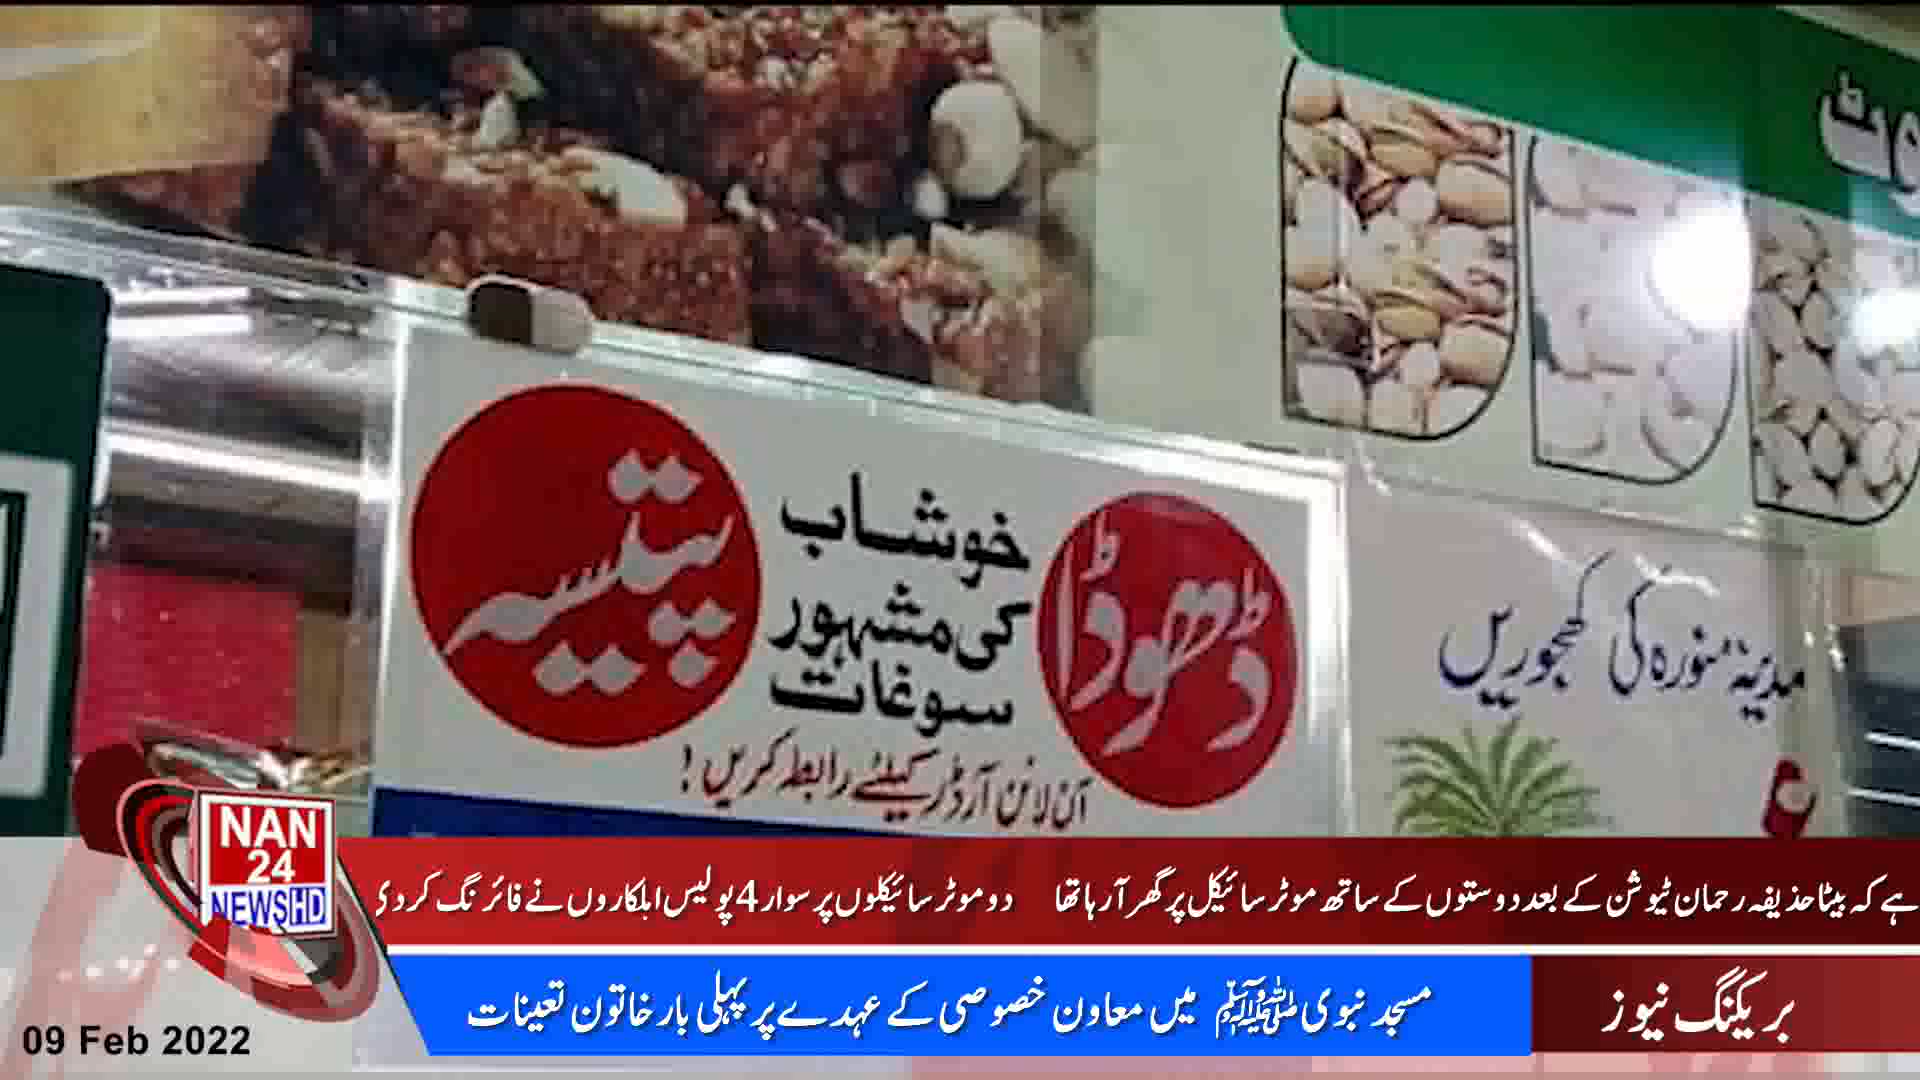 وٹ
پتیسہ
خوشاب
کی مشہور
سوغات
ڈھوڈا
آن لائن آرڈر کیلئے رابطہ کریں !
مدینہ منورہ کی کھجوریں
NAN
24
NEWSHD
ہے کہ بیٹا حذیفہ رحمان ٹیوشن کے بعد دوستوں کے ساتھ موٹر سائیکل پر گھر آ رہا تھا دو موٹر سائیکلوں پر سوار 4 پولیس اہلکاروں نے فائرنگ کردی
بریکنگ نیوز
مسجد نبوی ﷺ میں معاون خصوصی کے عہدے پر پہلی بار خاتون تعینات
09 Feb 2022